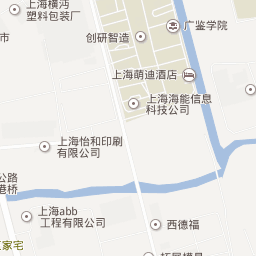 上海横沔
塑料包装厂
广鉴学院
创研智造
市
上海萌迪酒店
上海海能信息
科技公司
上海怡和印刷
有限公司
公路
港桥
上海abb
工程有限公司
西德福
家宅